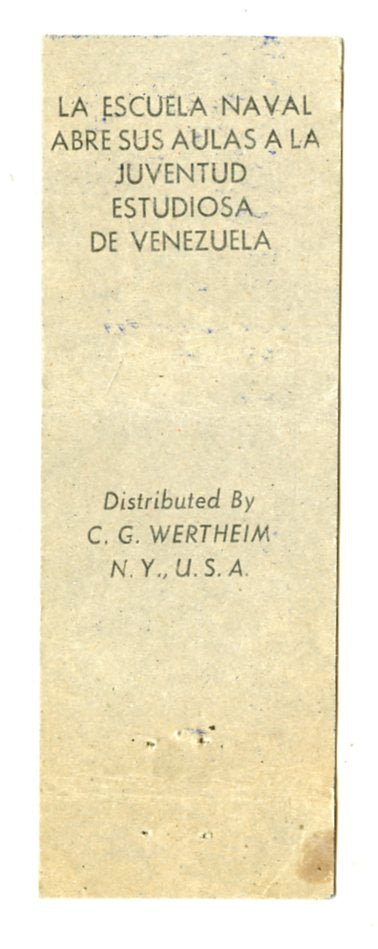 LA ESCUELA NAVAL
ABRE SUS AULAS A LA
JUVENTUD
ESTUDIOSA
DE VENEZUELA
Distributed By
C. G. WERTHEIM
N. Y., U. S. A.